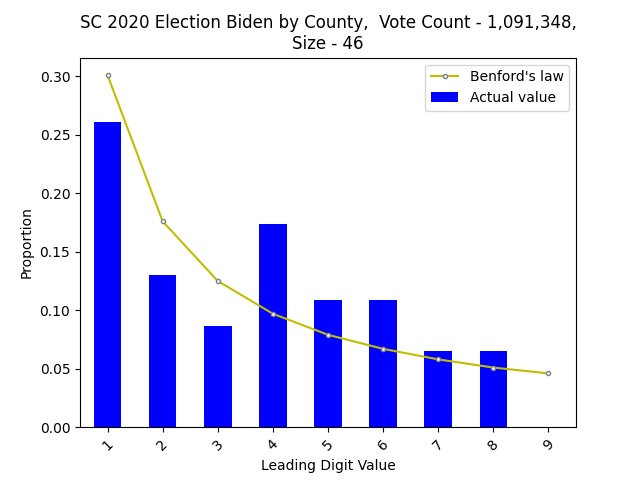 SC 2020 Election Biden by County,  Vote Count - 1,091,348,
Size - 46
Benford's law
Actual value
0.30
0.25
0.20
0.15
0.10
0.05
0.00
Proportion
1 2 3 4 5 6 7 8 9
Leading Digit Value